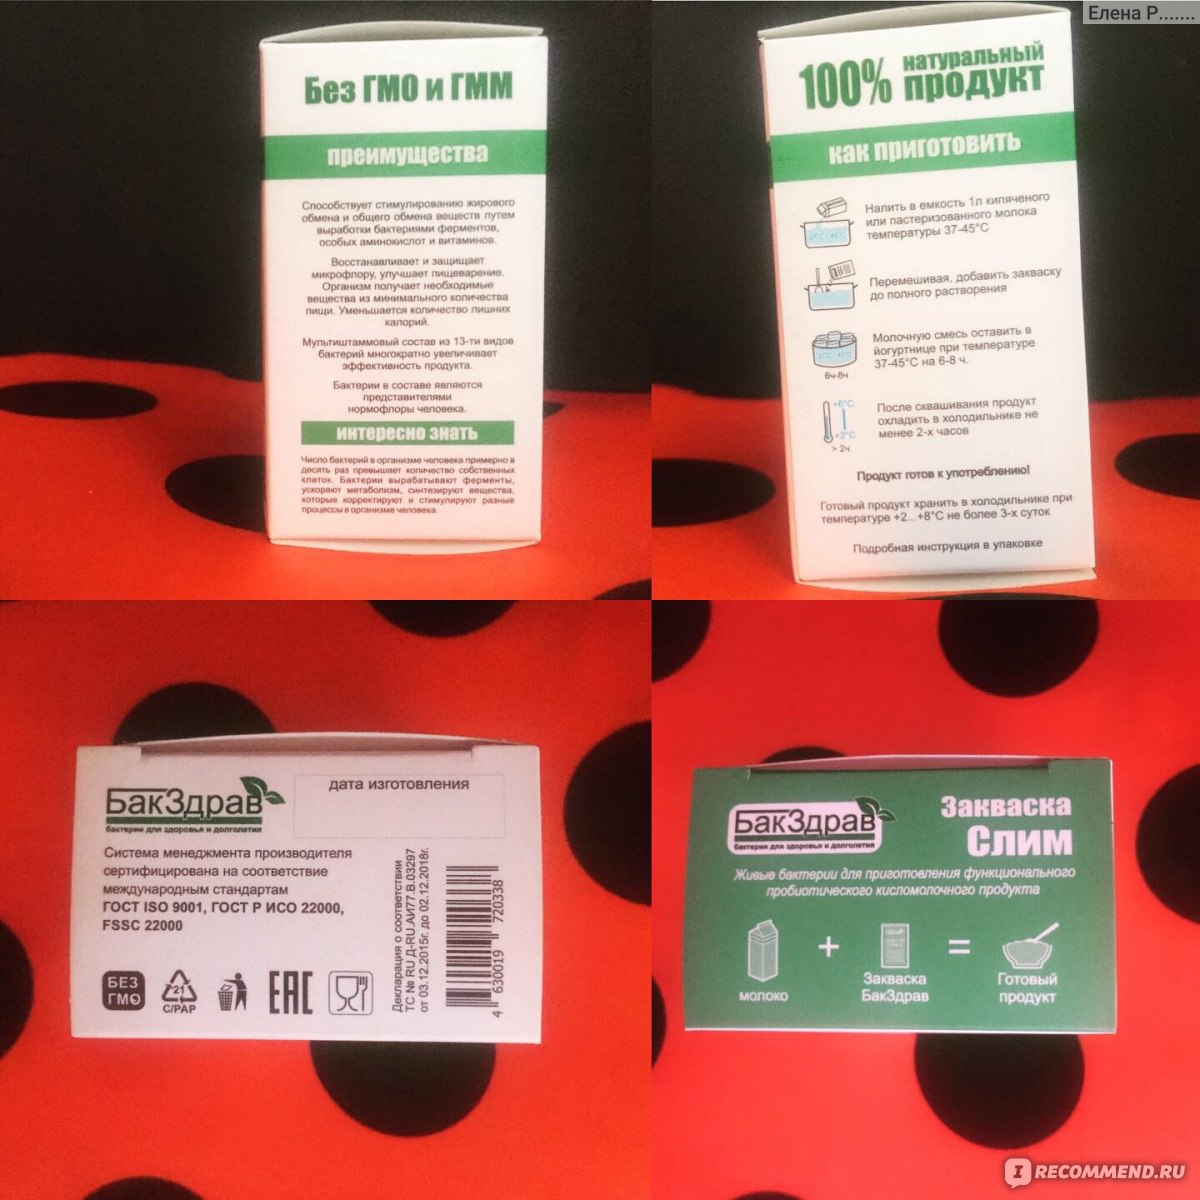 Елена Р.......
Без ГМО и ГММ
преимущества
Способствует стимулированию жирового
обмена и общего обмена веществ путем
выработки бактериями ферментов,
особых аминокислот и витаминов.
Восстанавливает и защищает
микрофлору, улучшает пищеварение.
Организм получает необходимые
вещества из минимального количества
пищи. Уменьшается количество лишних
калорий.
Мультиштаммовый состав из 13-ти видов
бактерий многократно увеличивает
эффективность продукта.
Бактерии в составе являются
представителями
нормофлоры человека.
интересно знать
Число бактерий в организме человека примерно в
десять раз превышает количество собственных
клеток. Бактерии вырабатывают ферменты,
ускоряют метаболизм, синтезируют вещества,
которые корректируют и стимулируют разные
процессы в организме человека.
100% натуральный
продукт
как приготовить
Налить в емкость 1л кипяченого
или пастеризованного молока
температуры 37-45°С
37°С - 45°С
Перемешивая, добавить закваску
до полного растворения
Молочную смесь оставить в
йогуртнице при температуре
37-45°С на 6-8 ч.
37°С - 45°С
6ч-8ч
После сквашивания продукт
охладить в холодильнике не
менее 2-х часов
+6°С
+2°С
> 2ч
Продукт готов к употреблению!
Готовый продукт хранить в холодильнике при
температуре +2...+8°С не более 3-х суток
Подробная инструкция в упаковке
БакЗдрав
бактерии для здоровья и долголетия
дата изготовления
Система менеджмента производителя
сертифицирована на соответствие
международным стандартам
ГОСТ ISO 9001, ГОСТ Р ИСО 22000,
FSSC 22000
БЕЗ
ГМО
21
C/PAP
ЕАС
Декларация о соответствии
ТС № RU Д-RU.АИ77.В.03297
от 03.12.2015г. до 02.12.2018г.
4 630019 720338
БакЗдрав
бактерии для здоровья и долголетия
Закваска
Слим
Живые бактерии для приготовления функционального
пробиотического кисломолочного продукта
+ =
молоко
Закваска
БакЗдрав
Готовый
продукт
IRECOMMEND.RU